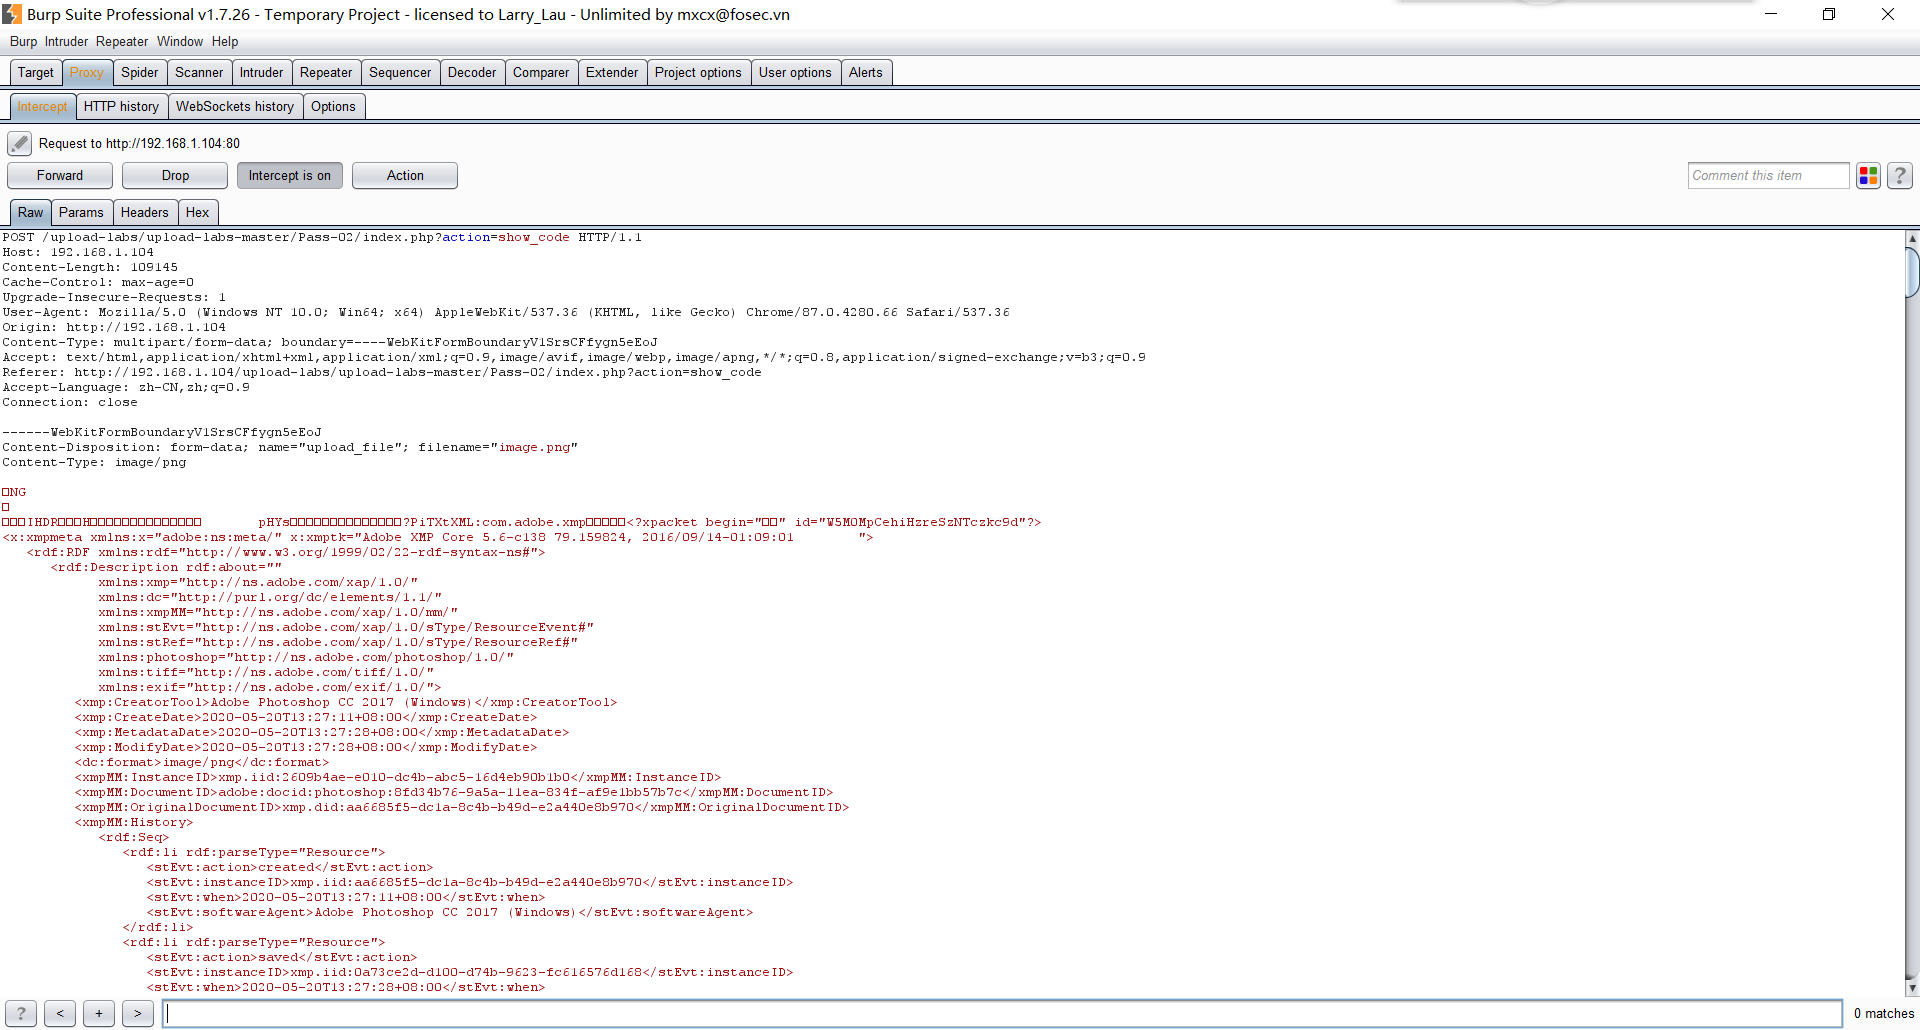 Burp Suite Professional v1.7.26 - Temporary Project - licensed to Larry_Lau - Unlimited by mxcx@fosec.vn
Burp Intruder Repeater Window Help
Target Proxy Spider Scanner Intruder Repeater Sequencer Decoder Comparer Extender Project options User options Alerts
Intercept HTTP history WebSockets history Options
Request to http://192.168.1.104:80
Forward Drop Intercept is on Action Comment this item ?
Raw Params Headers Hex
POST /upload-labs/upload-labs-master/Pass-02/index.php?action=show_code HTTP/1.1
Host: 192.168.1.104
Content-Length: 109145
Cache-Control: max-age=0
Upgrade-Insecure-Requests: 1
User-Agent: Mozilla/5.0 (Windows NT 10.0; Win64; x64) AppleWebKit/537.36 (KHTML, like Gecko) Chrome/87.0.4280.66 Safari/537.36
Origin: http://192.168.1.104
Content-Type: multipart/form-data; boundary=----WebKitFormBoundaryV1SrsCFfygn5eEoJ
Accept: text/html,application/xhtml+xml,application/xml;q=0.9,image/avif,image/webp,image/apng,*/*;q=0.8,application/signed-exchange;v=b3;q=0.9
Referer: http://192.168.1.104/upload-labs/upload-labs-master/Pass-02/index.php?action=show_code
Accept-Language: zh-CN,zh;q=0.9
Connection: close
------WebKitFormBoundaryV1SrsCFfygn5eEoJ
Content-Disposition: form-data; name="upload_file"; filename="image.png"
Content-Type: image/png
□NG
□
□□□IHDR□□□H□□□□□□□□□□□□□□ pHYs□□□□□□□□□□□□□□?PiTXtXML:com.adobe.xmp□□□□□<?xpacket begin="□□" id="W5M0MpCehiHzreSzNTczkc9d"?>
<x:xmpmeta xmlns:x="adobe:ns:meta/" x:xmptk="Adobe XMP Core 5.6-c138 79.159824, 2016/09/14-01:09:01 ">
<rdf:RDF xmlns:rdf="http://www.w3.org/1999/02/22-rdf-syntax-ns#">
<rdf:Description rdf:about=""
xmlns:xmp="http://ns.adobe.com/xap/1.0/"
xmlns:dc="http://purl.org/dc/elements/1.1/"
xmlns:xmpMM="http://ns.adobe.com/xap/1.0/mm/"
xmlns:stEvt="http://ns.adobe.com/xap/1.0/sType/ResourceEvent#"
xmlns:stRef="http://ns.adobe.com/xap/1.0/sType/ResourceRef#"
xmlns:photoshop="http://ns.adobe.com/photoshop/1.0/"
xmlns:tiff="http://ns.adobe.com/tiff/1.0/"
xmlns:exif="http://ns.adobe.com/exif/1.0/">
<xmp:CreatorTool>Adobe Photoshop CC 2017 (Windows)</xmp:CreatorTool>
<xmp:CreateDate>2020-05-20T13:27:11+08:00</xmp:CreateDate>
<xmp:MetadataDate>2020-05-20T13:27:28+08:00</xmp:MetadataDate>
<xmp:ModifyDate>2020-05-20T13:27:28+08:00</xmp:ModifyDate>
<dc:format>image/png</dc:format>
<xmpMM:InstanceID>xmp.iid:2609b4ae-e010-dc4b-abc5-16d4eb90b1b0</xmpMM:InstanceID>
<xmpMM:DocumentID>adobe:docid:photoshop:8fd34b76-9a5a-11ea-834f-af9e1bb57b7c</xmpMM:DocumentID>
<xmpMM:OriginalDocumentID>xmp.did:aa6685f5-dc1a-8c4b-b49d-e2a440e8b970</xmpMM:OriginalDocumentID>
<xmpMM:History>
<rdf:Seq>
<rdf:li rdf:parseType="Resource">
<stEvt:action>created</stEvt:action>
<stEvt:instanceID>xmp.iid:aa6685f5-dc1a-8c4b-b49d-e2a440e8b970</stEvt:instanceID>
<stEvt:when>2020-05-20T13:27:11+08:00</stEvt:when>
<stEvt:softwareAgent>Adobe Photoshop CC 2017 (Windows)</stEvt:softwareAgent>
</rdf:li>
<rdf:li rdf:parseType="Resource">
<stEvt:action>saved</stEvt:action>
<stEvt:instanceID>xmp.iid:0a73ce2d-d100-d74b-9623-fc616576d168</stEvt:instanceID>
<stEvt:when>2020-05-20T13:27:28+08:00</stEvt:when>
? < + > 0 matches